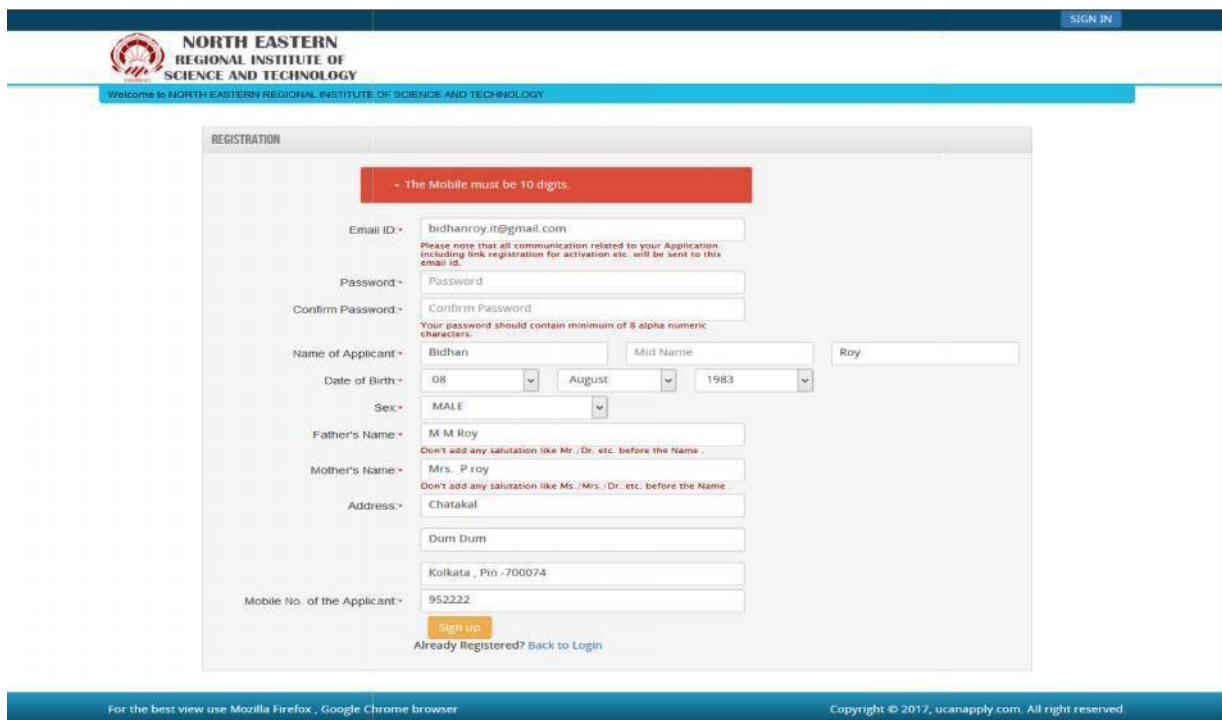 SIGN IN
NORTH EASTERN
REGIONAL INSTITUTE OF
SCIENCE AND TECHNOLOGY
Welcome to NORTH EASTERN REGIONAL INSTITUTE OF SCIENCE AND TECHNOLOGY
REGISTRATION
• The Mobile must be 10 digits.
Email ID:* bidhanroy.it@gmail.com
Please note that all communication related to your Application
including link registration for activation etc. will be sent to this
email id.
Password:* Password
Confirm Password:* Confirm Password
Your password should contain minimum of 8 alpha numeric
characters.
Name of Applicant:* Bidhan Mid Name Roy
Date of Birth:* 08 August 1983
Sex:* MALE
Father's Name:* M M Roy
Don't add any salutation like Mr./Dr. etc. before the Name .
Mother's Name:* Mrs. P roy
Don't add any salutation like Ms./Mrs./Dr. etc. before the Name .
Address:* Chatakal
Dum Dum
Kolkata , Pin -700074
Mobile No. of the Applicant:* 952222
Sign up
Already Registered? Back to Login
For the best view use Mozilla Firefox , Google Chrome browser
Copyright © 2017, ucanapply.com. All right reserved.